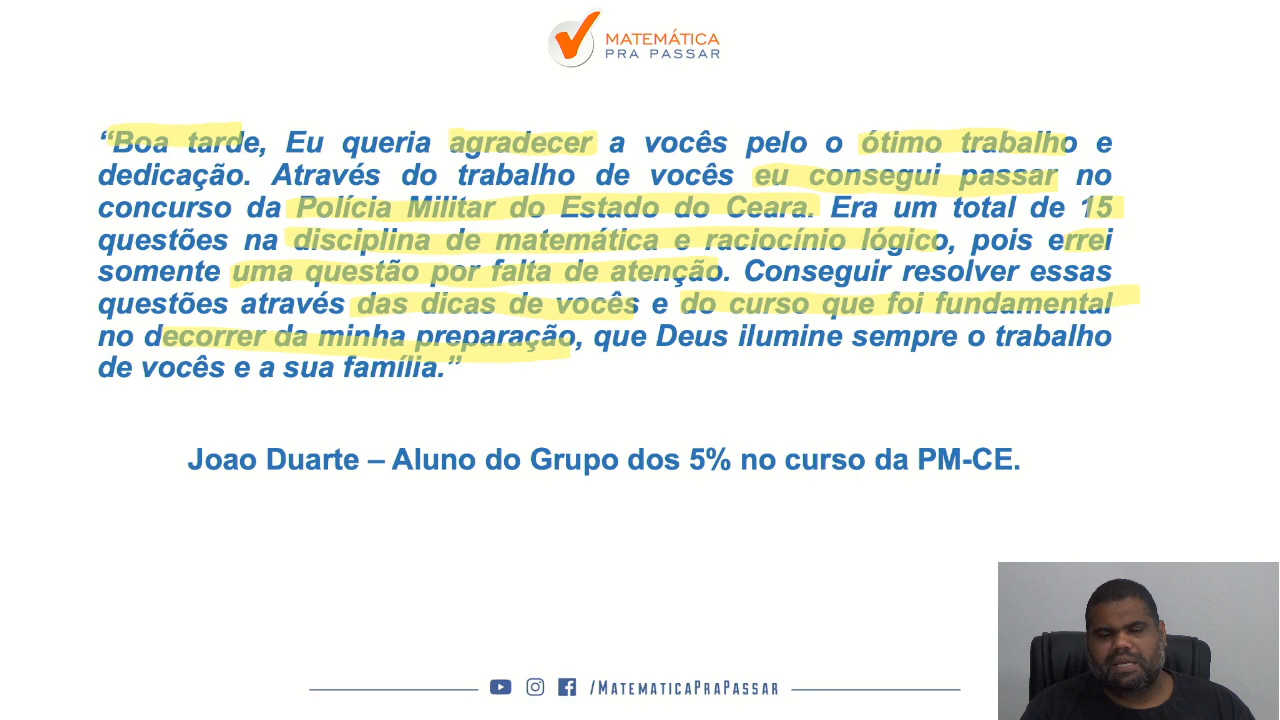 MATEMÁTICA
PRA PASSAR
“Boa tarde, Eu queria agradecer a vocês pelo o ótimo trabalho e
dedicação. Através do trabalho de vocês eu consegui passar no
concurso da Polícia Militar do Estado do Ceara. Era um total de 15
questões na disciplina de matemática e raciocínio lógico, pois errei
somente uma questão por falta de atenção. Conseguir resolver essas
questões através das dicas de vocês e do curso que foi fundamental
no decorrer da minha preparação, que Deus ilumine sempre o trabalho
de vocês e a sua família.”
Joao Duarte – Aluno do Grupo dos 5% no curso da PM-CE.
/MATEMATICAPRAPASSAR